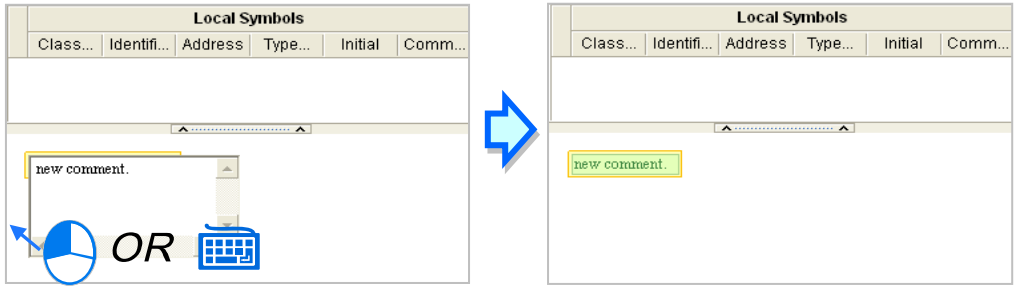 Local Symbols
Class... Identifi... Address Type... Initial Comm...
new comment.
OR
Local Symbols
Class... Identifi... Address Type... Initial Comm...
new comment.